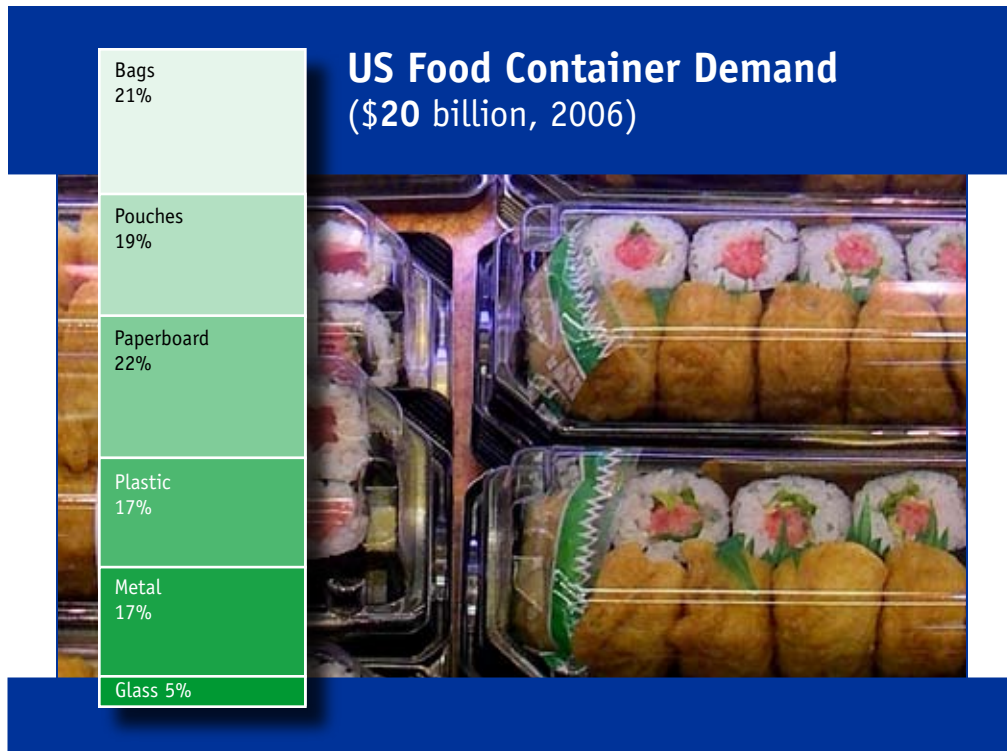 US Food Container Demand
($20 billion, 2006)
Bags
21%
Pouches
19%
Paperboard
22%
Plastic
17%
Metal
17%
Glass 5%